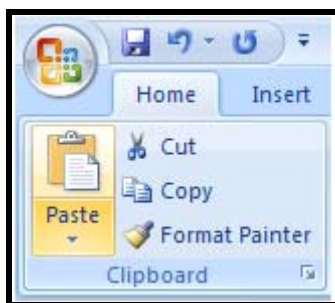 Home Insert
Cut
Copy
Paste
Format Painter
Clipboard